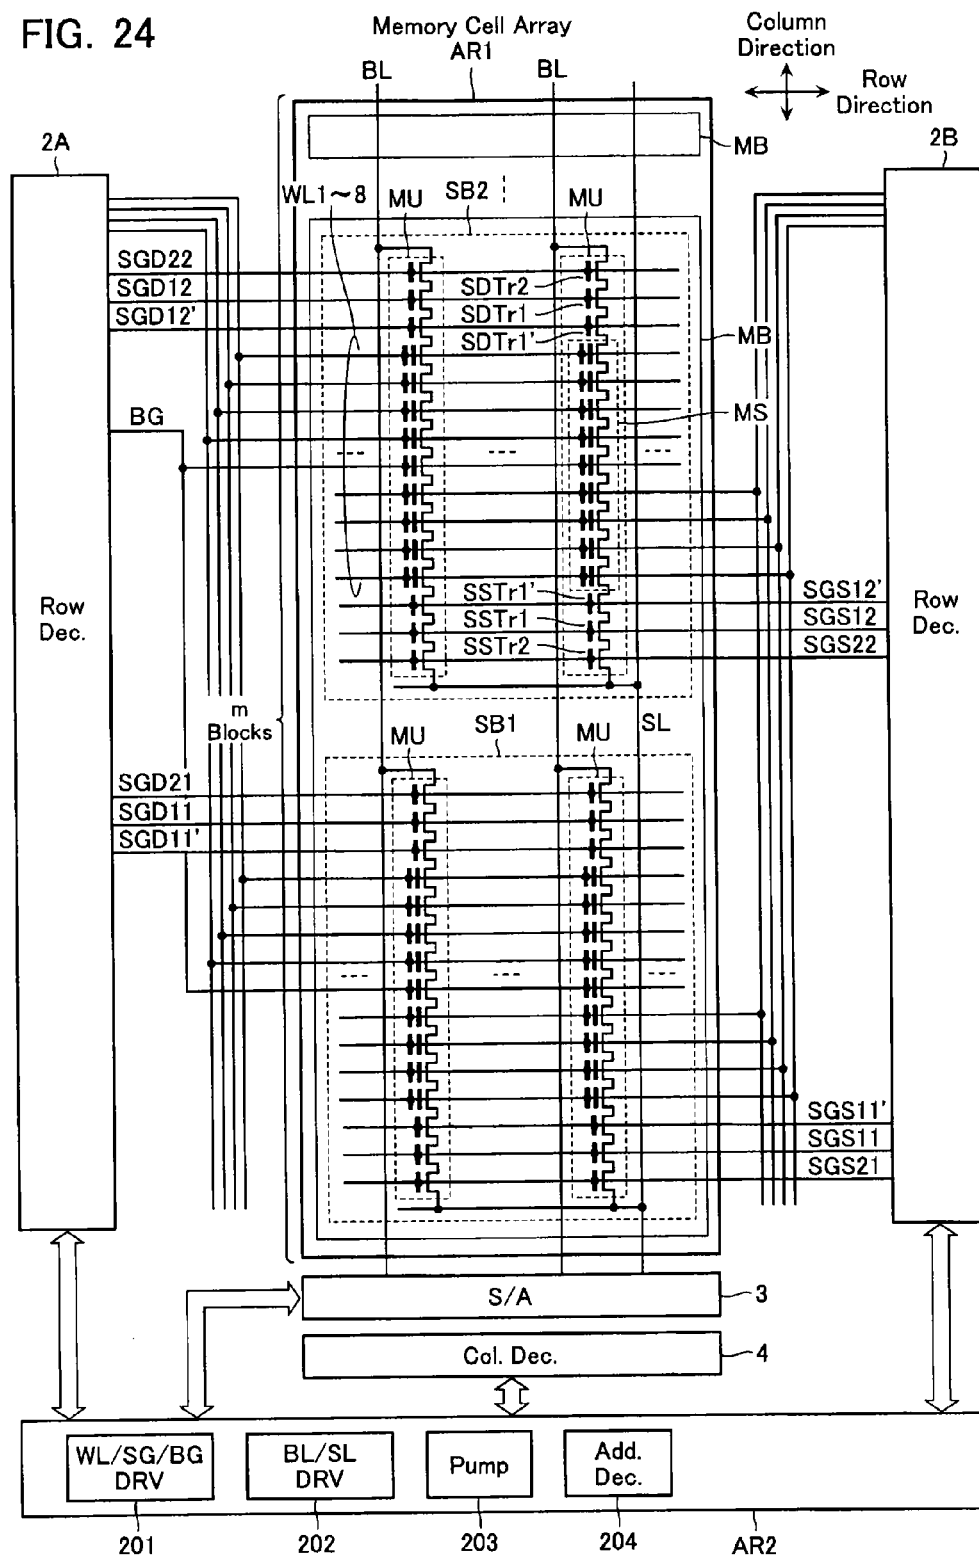 FIG. 24
Memory Cell Array
AR1
Column
Direction
Row
Direction
BL
BL
2A
2B
MB
WL1~8
MU
SB2
MU
SGD22
SGD12
SGD12'
SDTr2
SDTr1
SDTr1'
MB
BG
MS
Row
Dec.
Row
Dec.
SSTr1'
SSTr1
SSTr2
SGS12'
SGS12
SGS22
m
Blocks
MU
SB1
MU
SL
SGD21
SGD11
SGD11'
SGS11'
SGS11
SGS21
S/A
3
Col. Dec.
4
WL/SG/BG
DRV
BL/SL
DRV
Pump
Add.
Dec.
201
202
203
204
AR2